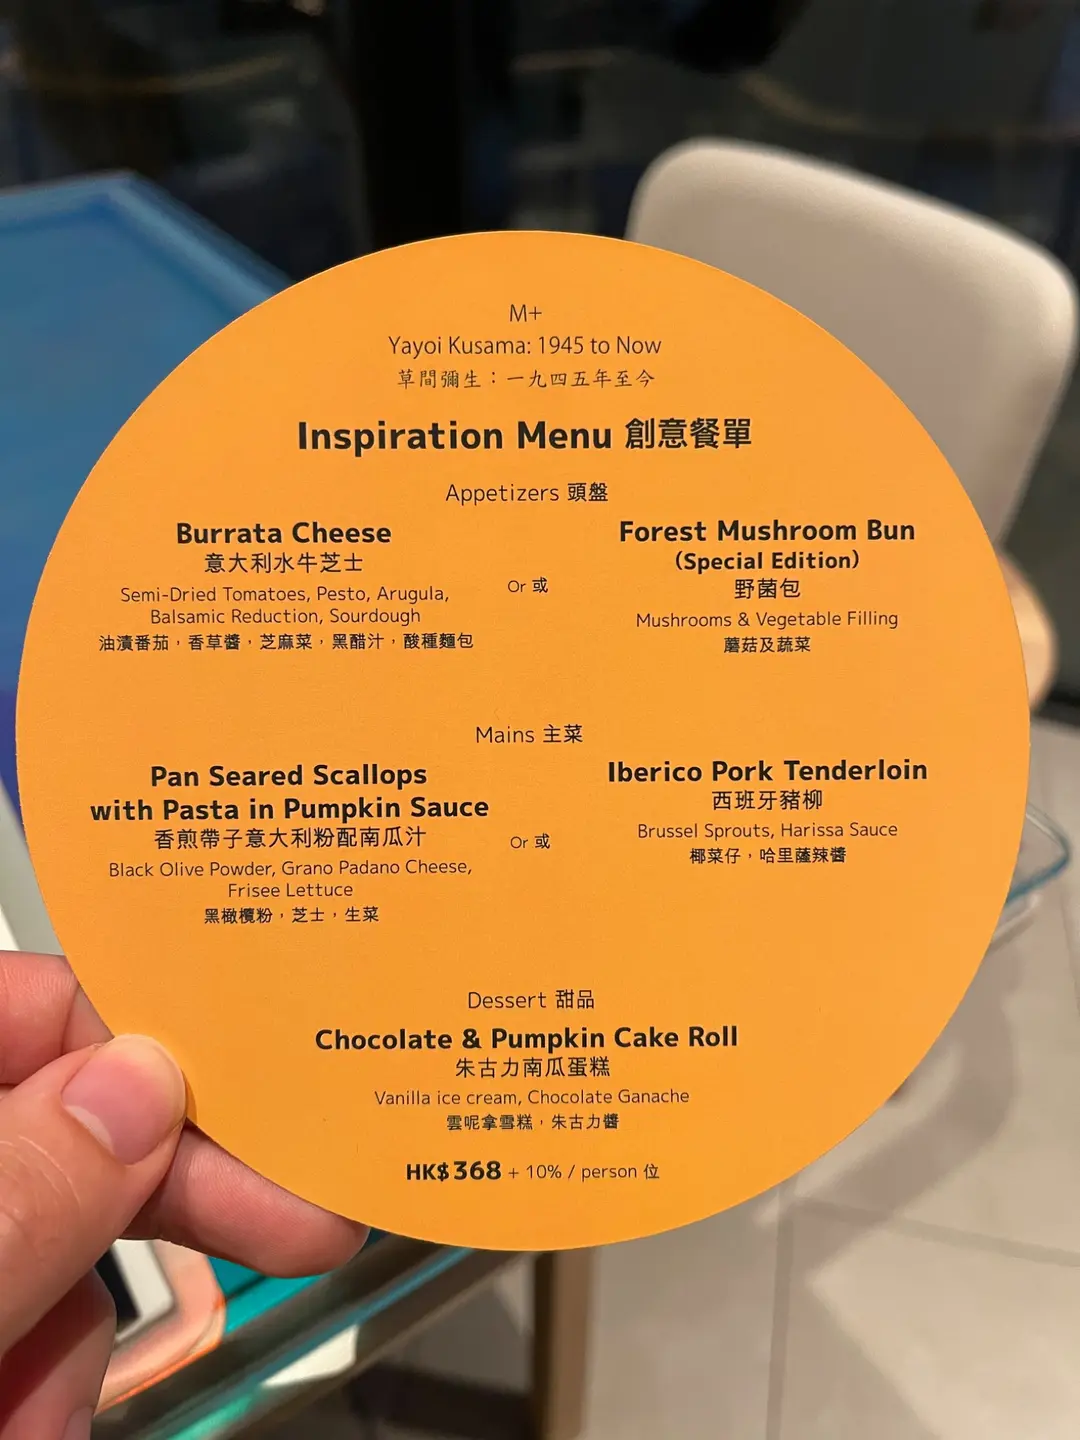 M+
Yayoi Kusama: 1945 to Now
草間彌生：一九四五年至今
Inspiration Menu 創意餐單
Appetizers 頭盤
Burrata Cheese
意大利水牛芝士
Semi-Dried Tomatoes, Pesto, Arugula,
Balsamic Reduction, Sourdough
油漬番茄，香草醬，芝麻菜，黑醋汁，酸種麵包
Or 或
Forest Mushroom Bun
(Special Edition)
野菌包
Mushrooms & Vegetable Filling
蘑菇及蔬菜
Mains 主菜
Pan Seared Scallops
with Pasta in Pumpkin Sauce
香煎帶子意大利粉配南瓜汁
Black Olive Powder, Grano Padano Cheese,
Frisee Lettuce
黑橄欖粉，芝士，生菜
Or 或
Iberico Pork Tenderloin
西班牙豬柳
Brussel Sprouts, Harissa Sauce
椰菜仔，哈里薩辣醬
Dessert 甜品
Chocolate & Pumpkin Cake Roll
朱古力南瓜蛋糕
Vanilla ice cream, Chocolate Ganache
雲呢拿雪糕，朱古力醬
HK$368 + 10% / person 位